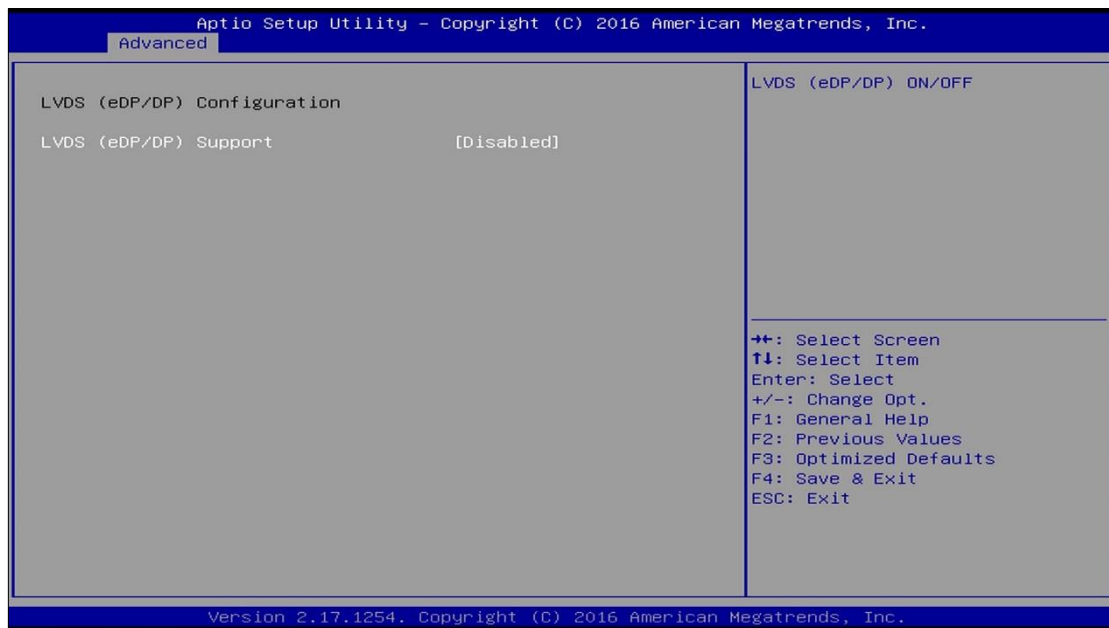 Aptio Setup Utility – Copyright (C) 2016 American Megatrends, Inc.
Advanced
LVDS (eDP/DP) Configuration
LVDS (eDP/DP) Support [Disabled]
LVDS (eDP/DP) ON/OFF
→←: Select Screen
↑↓: Select Item
Enter: Select
+/-: Change Opt.
F1: General Help
F2: Previous Values
F3: Optimized Defaults
F4: Save & Exit
ESC: Exit
Version 2.17.1254. Copyright (C) 2016 American Megatrends, Inc.